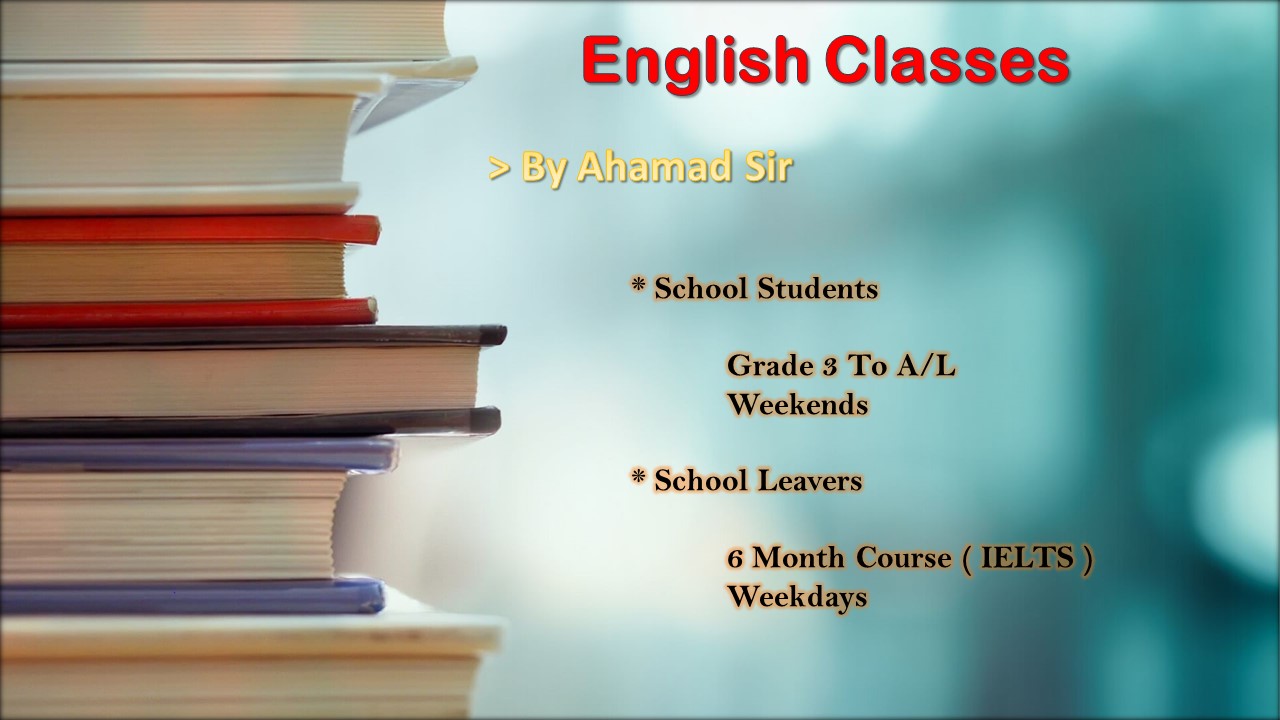 English Classes
> By Ahamad Sir
* School Students
Grade 3 To A/L
Weekends
* School Leavers
6 Month Course ( IELTS )
Weekdays